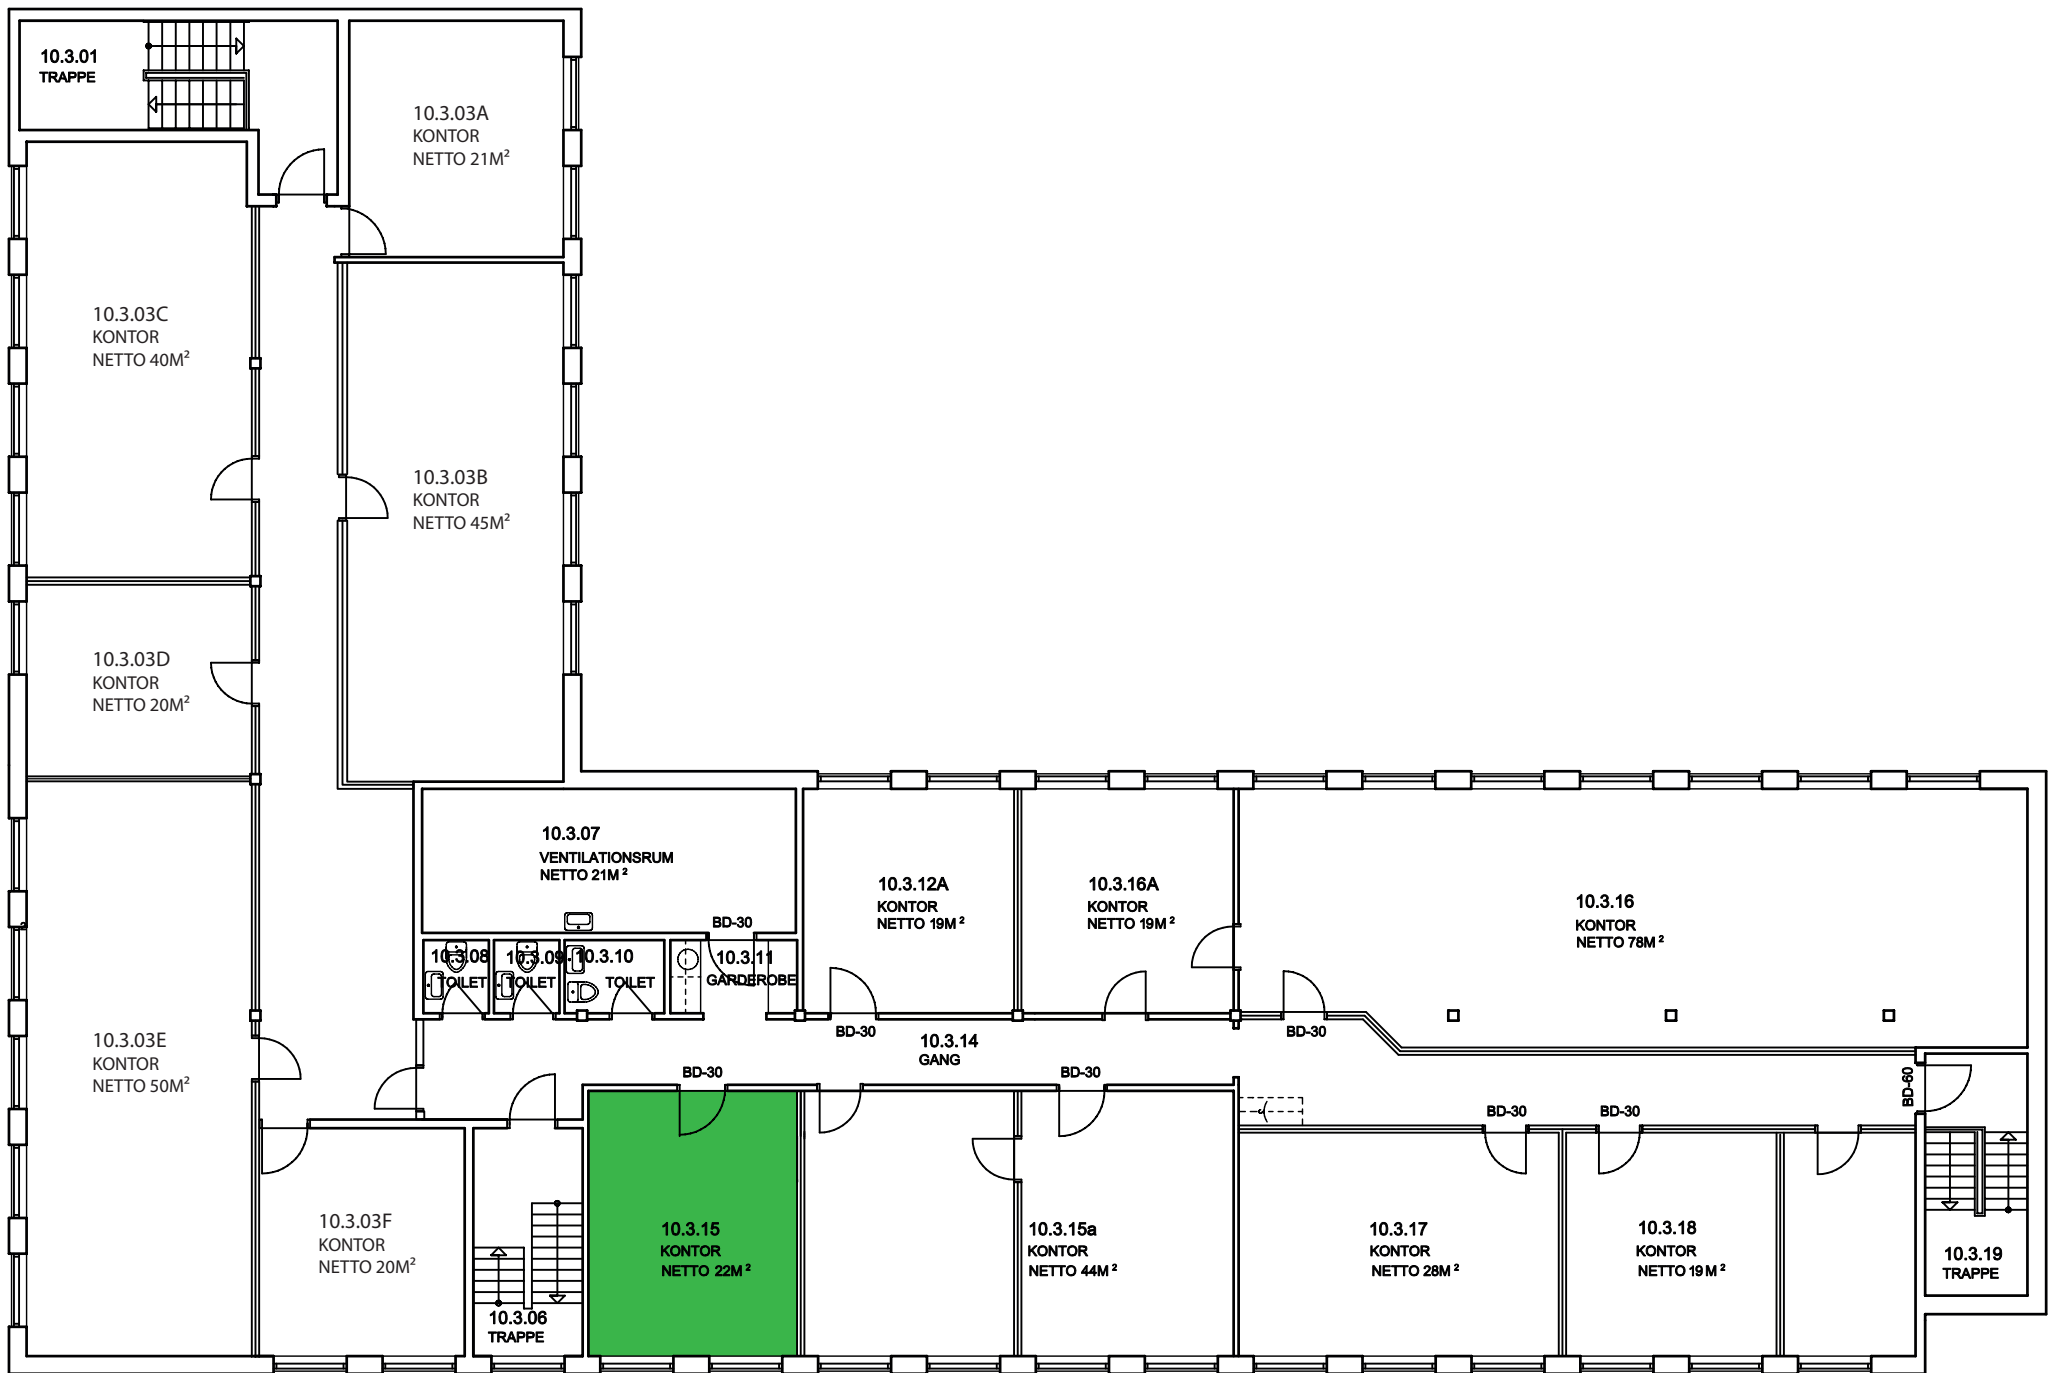 10.3.01
TRAPPE
10.3.03A
KONTOR
NETTO 21M²
10.3.03C
KONTOR
NETTO 40M²
10.3.03B
KONTOR
NETTO 45M²
10.3.03D
KONTOR
NETTO 20M²
10.3.07
VENTILATIONSRUM
NETTO 21M²
BD-30
10.3.12A
KONTOR
NETTO 19M²
10.3.16A
KONTOR
NETTO 19M²
10.3.16
KONTOR
NETTO 78M²
10.3.08
TOILET
10.3.09
TOILET
10.3.10
TOILET
10.3.11
GARDEROBE
10.3.03E
KONTOR
NETTO 50M²
BD-30
10.3.14
GANG
BD-30
BD-30
BD-30
BD-60
BD-30
BD-30
10.3.03F
KONTOR
NETTO 20M²
10.3.06
TRAPPE
10.3.15
KONTOR
NETTO 22M²
10.3.15a
KONTOR
NETTO 44M²
10.3.17
KONTOR
NETTO 28M²
10.3.18
KONTOR
NETTO 19M²
10.3.19
TRAPPE